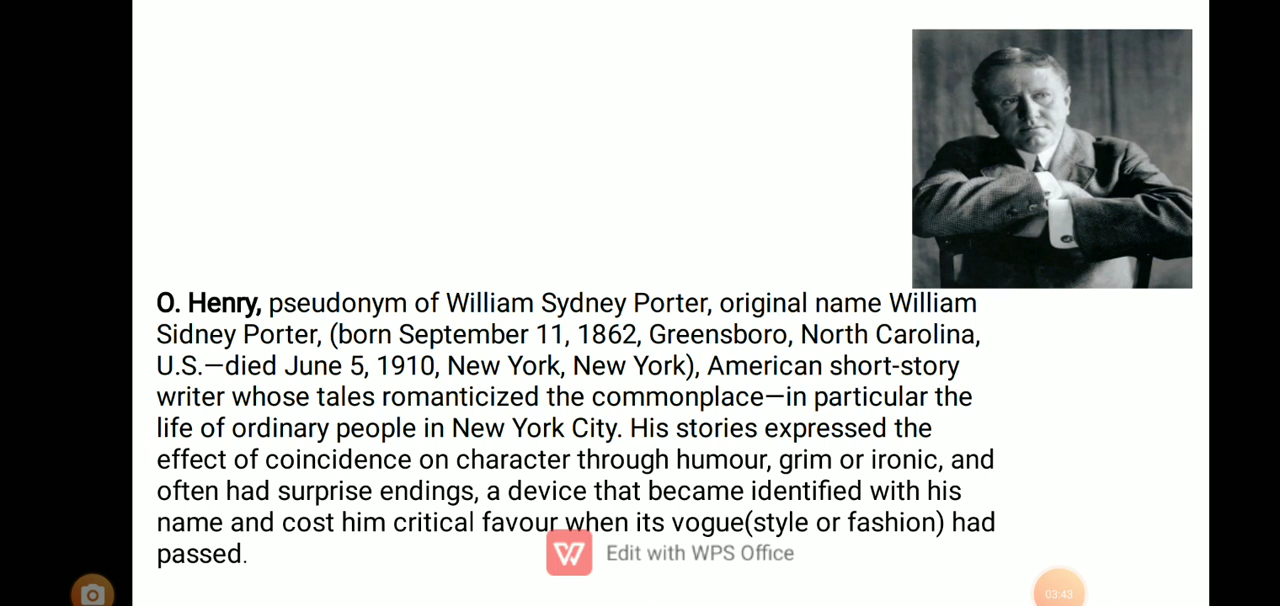 O. Henry, pseudonym of William Sydney Porter, original name William
Sidney Porter, (born September 11, 1862, Greensboro, North Carolina,
U.S.—died June 5, 1910, New York, New York), American short-story
writer whose tales romanticized the commonplace—in particular the
life of ordinary people in New York City. His stories expressed the
effect of coincidence on character through humour, grim or ironic, and
often had surprise endings, a device that became identified with his
name and cost him critical favour when its vogue(style or fashion) had
passed.
W Edit with WPS Office
03:43